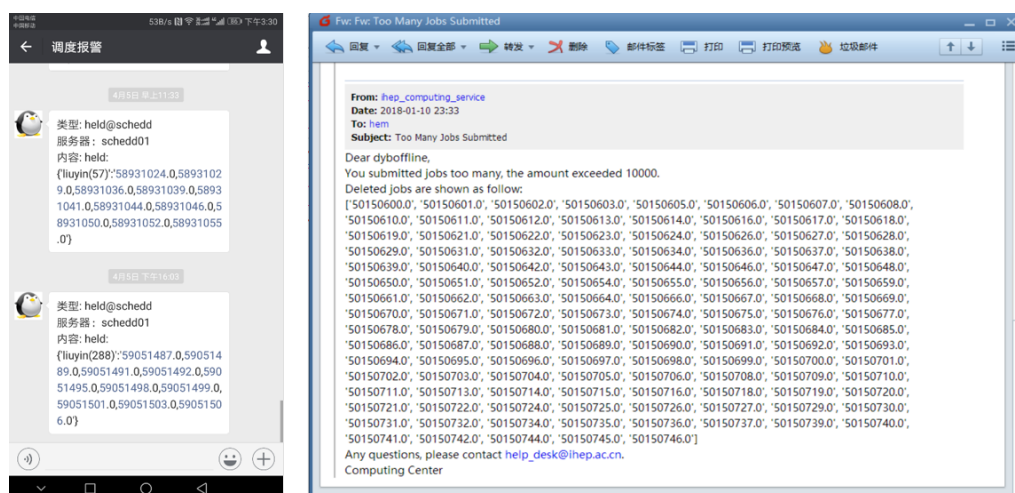 中国电信
中国移动
53B/s
下午3:30
调度报警
4月5日 早上11:33
类型: held@schedd
服务器： schedd01
内容: held:
{'liuyin(57)':'58931024.0,5893102
9.0,58931036.0,58931039.0,5893
1041.0,58931044.0,58931046.0,5
8931050.0,58931052.0,58931055
.0'}
4月5日 下午16:03
类型: held@schedd
服务器： schedd01
内容: held:
{'liuyin(288)':'59051487.0,590514
89.0,59051491.0,59051492.0,590
51495.0,59051498.0,59051499.0,
59051501.0,59051503.0,5905150
6.0'}
Fw: Fw: Too Many Jobs Submitted
回复 回复全部 转发 删除 邮件标签 打印 打印预览 垃圾邮件
From: ihep_computing_service
Date: 2018-01-10 23:33
To: hem
Subject: Too Many Jobs Submitted
Dear dyboffline,
You submitted jobs too many, the amount exceeded 10000.
Deleted jobs are shown as follow:
['50150600.0', '50150601.0', '50150602.0', '50150603.0', '50150605.0', '50150606.0', '50150607.0', '50150608.0',
'50150610.0', '50150611.0', '50150612.0', '50150613.0', '50150614.0', '50150616.0', '50150617.0', '50150618.0',
'50150619.0', '50150621.0', '50150622.0', '50150623.0', '50150624.0', '50150626.0', '50150627.0', '50150628.0',
'50150629.0', '50150631.0', '50150632.0', '50150633.0', '50150634.0', '50150636.0', '50150637.0', '50150638.0',
'50150639.0', '50150640.0', '50150642.0', '50150643.0', '50150644.0', '50150646.0', '50150647.0', '50150648.0',
'50150650.0', '50150651.0', '50150652.0', '50150654.0', '50150655.0', '50150656.0', '50150657.0', '50150659.0',
'50150661.0', '50150662.0', '50150663.0', '50150664.0', '50150666.0', '50150667.0', '50150668.0', '50150669.0',
'50150670.0', '50150671.0', '50150672.0', '50150673.0', '50150674.0', '50150675.0', '50150676.0', '50150677.0',
'50150678.0', '50150679.0', '50150680.0', '50150681.0', '50150682.0', '50150683.0', '50150684.0', '50150685.0',
'50150686.0', '50150687.0', '50150688.0', '50150689.0', '50150690.0', '50150691.0', '50150692.0', '50150693.0',
'50150694.0', '50150695.0', '50150696.0', '50150697.0', '50150698.0', '50150699.0', '50150700.0', '50150701.0',
'50150702.0', '50150703.0', '50150704.0', '50150705.0', '50150706.0', '50150708.0', '50150709.0', '50150710.0',
'50150711.0', '50150713.0', '50150714.0', '50150715.0', '50150716.0', '50150718.0', '50150719.0', '50150720.0',
'50150721.0', '50150722.0', '50150724.0', '50150725.0', '50150726.0', '50150727.0', '50150729.0', '50150730.0',
'50150731.0', '50150732.0', '50150734.0', '50150735.0', '50150736.0', '50150737.0', '50150739.0', '50150740.0',
'50150741.0', '50150742.0', '50150744.0', '50150745.0', '50150746.0']
Any questions, please contact help_desk@ihep.ac.cn.
Computing Center